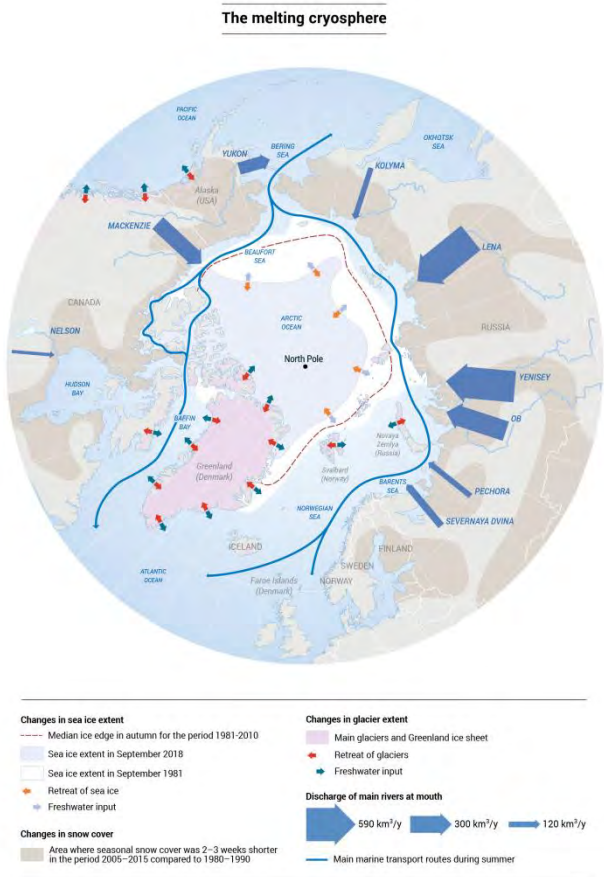 The melting cryosphere
PACIFIC
OCEAN
OKHOTSK
SEA
BERING
SEA
YUKON
KOLYMA
Alaska
(USA)
MACKENZIE
LENA
BEAUFORT
SEA
CANADA
ARCTIC
OCEAN
RUSSIA
NELSON
North Pole
YENISEY
HUDSON
BAY
OB
BAFFIN
BAY
Greenland
(Denmark)
Svalbard
(Norway)
Novaya
Zemlya
(Russia)
BARENTS
SEA
PECHORA
NORWEGIAN
SEA
SEVERNAYA DVINA
ICELAND
FINLAND
SWEDEN
ATLANTIC
OCEAN
Faroe Islands
(Denmark)
NORWAY
Changes in sea ice extent
Median ice edge in autumn for the period 1981-2010
Sea ice extent in September 2018
Sea ice extent in September 1981
Retreat of sea ice
Freshwater input
Changes in snow cover
Area where seasonal snow cover was 2–3 weeks shorter
in the period 2005–2015 compared to 1980–1990
Changes in glacier extent
Main glaciers and Greenland ice sheet
Retreat of glaciers
Freshwater input
Discharge of main rivers at mouth
590 km³/y 300 km³/y 120 km³/y
Main marine transport routes during summer